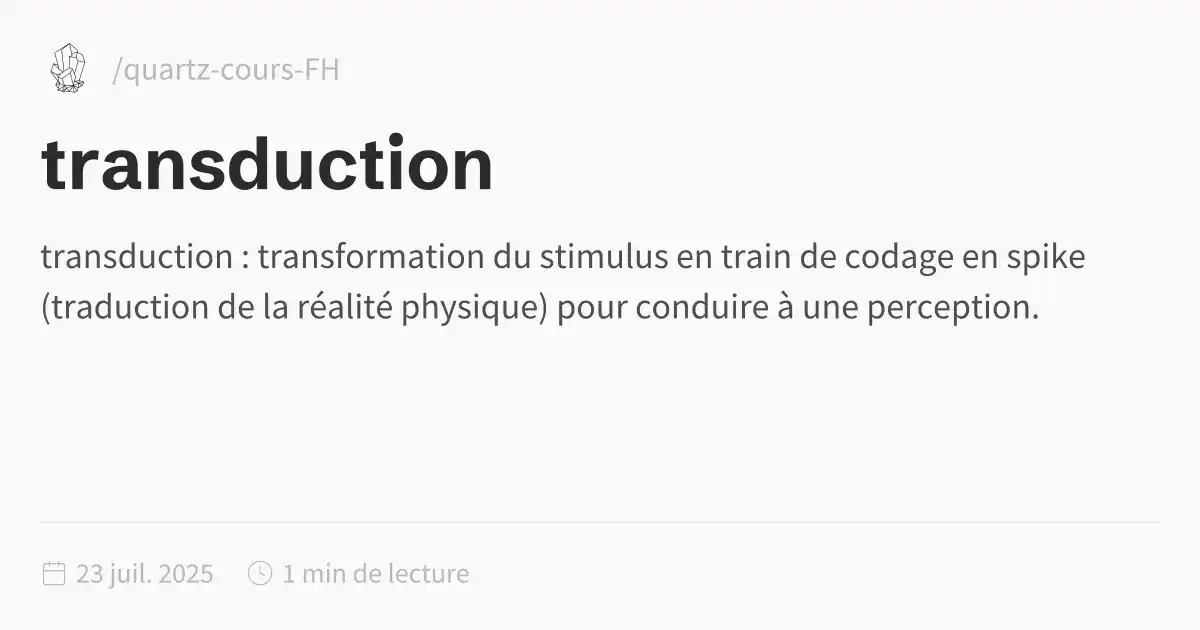 /quartz-cours-FH
transduction
transduction : transformation du stimulus en train de codage en spike
(traduction de la réalité physique) pour conduire à une perception.
23 juil. 2025 1 min de lecture